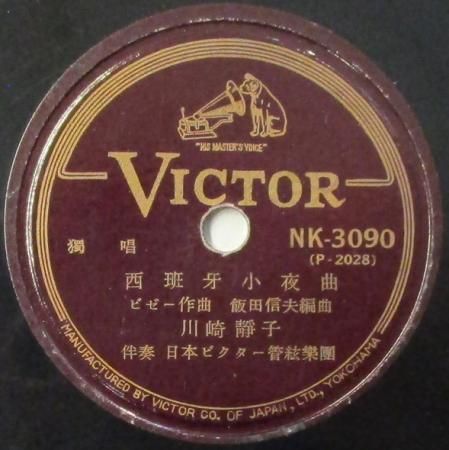 "HIS MASTER'S VOICE"
VICTOR
獨唱
NK-3090
(P-2028)
西班牙小夜曲
ビゼー作曲 飯田信夫編曲
川崎靜子
伴奏 日本ビクター管絃樂團
MANUFACTURED BY VICTOR CO. OF JAPAN, LTD., YOKOHAMA